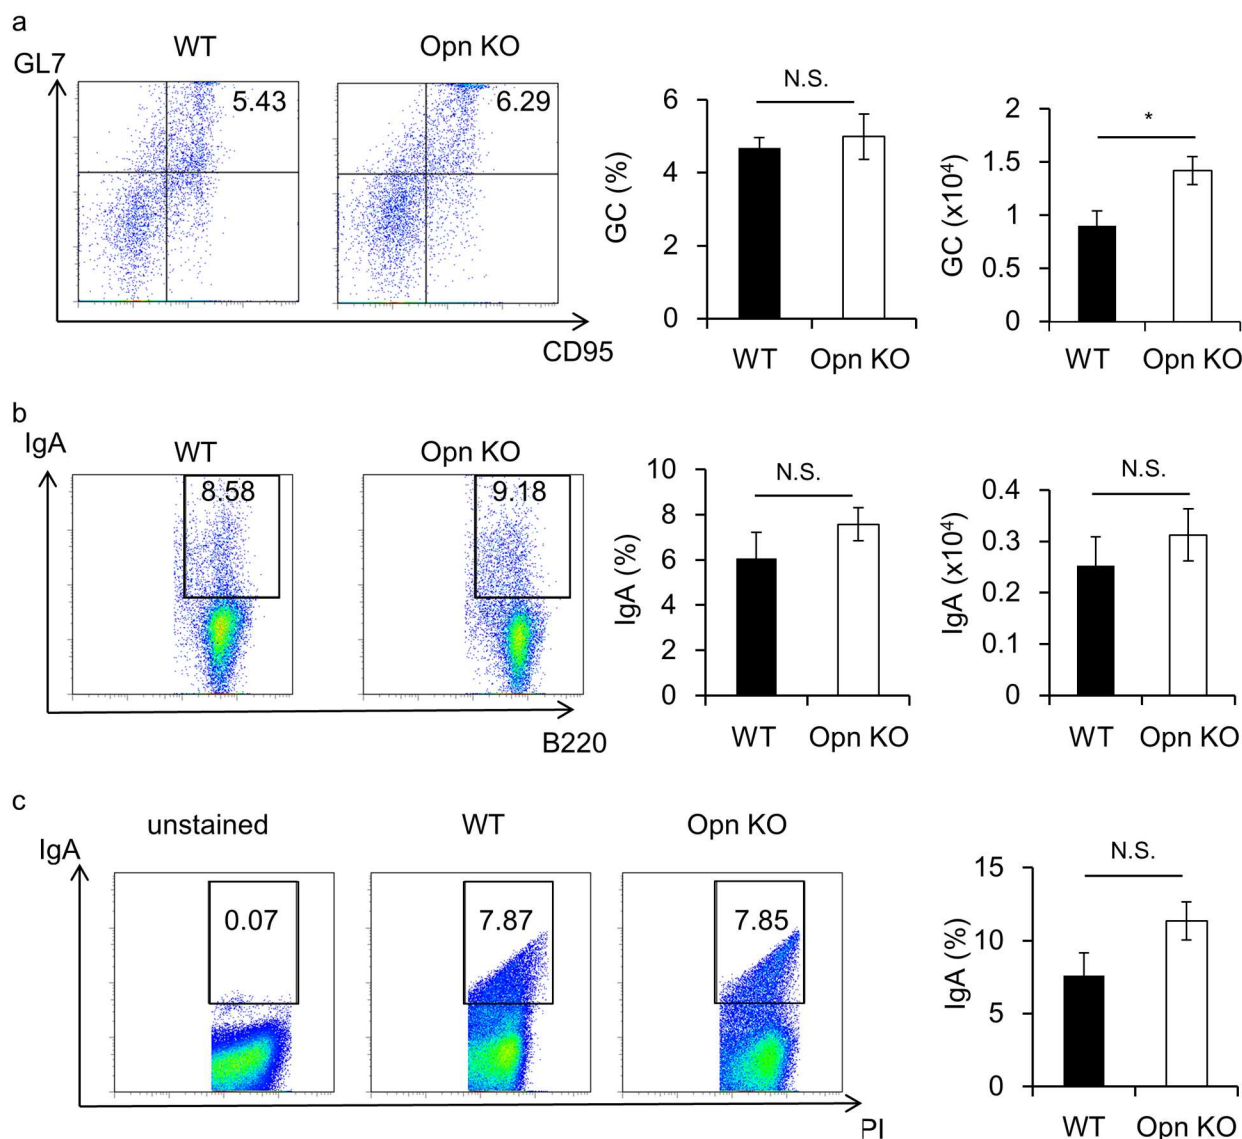 a
WT
Opn KO
GL7
5.43
6.29
CD95
GC (%)
6
4
2
0
N.S.
WT
Opn KO
GC (x10⁴)
2
1.5
1
0.5
0
*
WT
Opn KO
b
IgA
WT
Opn KO
8.58
9.18
B220
IgA (%)
10
8
6
4
2
0
N.S.
WT
Opn KO
IgA (x10⁴)
0.4
0.3
0.2
0.1
0
N.S.
WT
Opn KO
c
IgA
unstained
WT
Opn KO
0.07
7.87
7.85
PI
IgA (%)
15
10
5
0
N.S.
WT
Opn KO